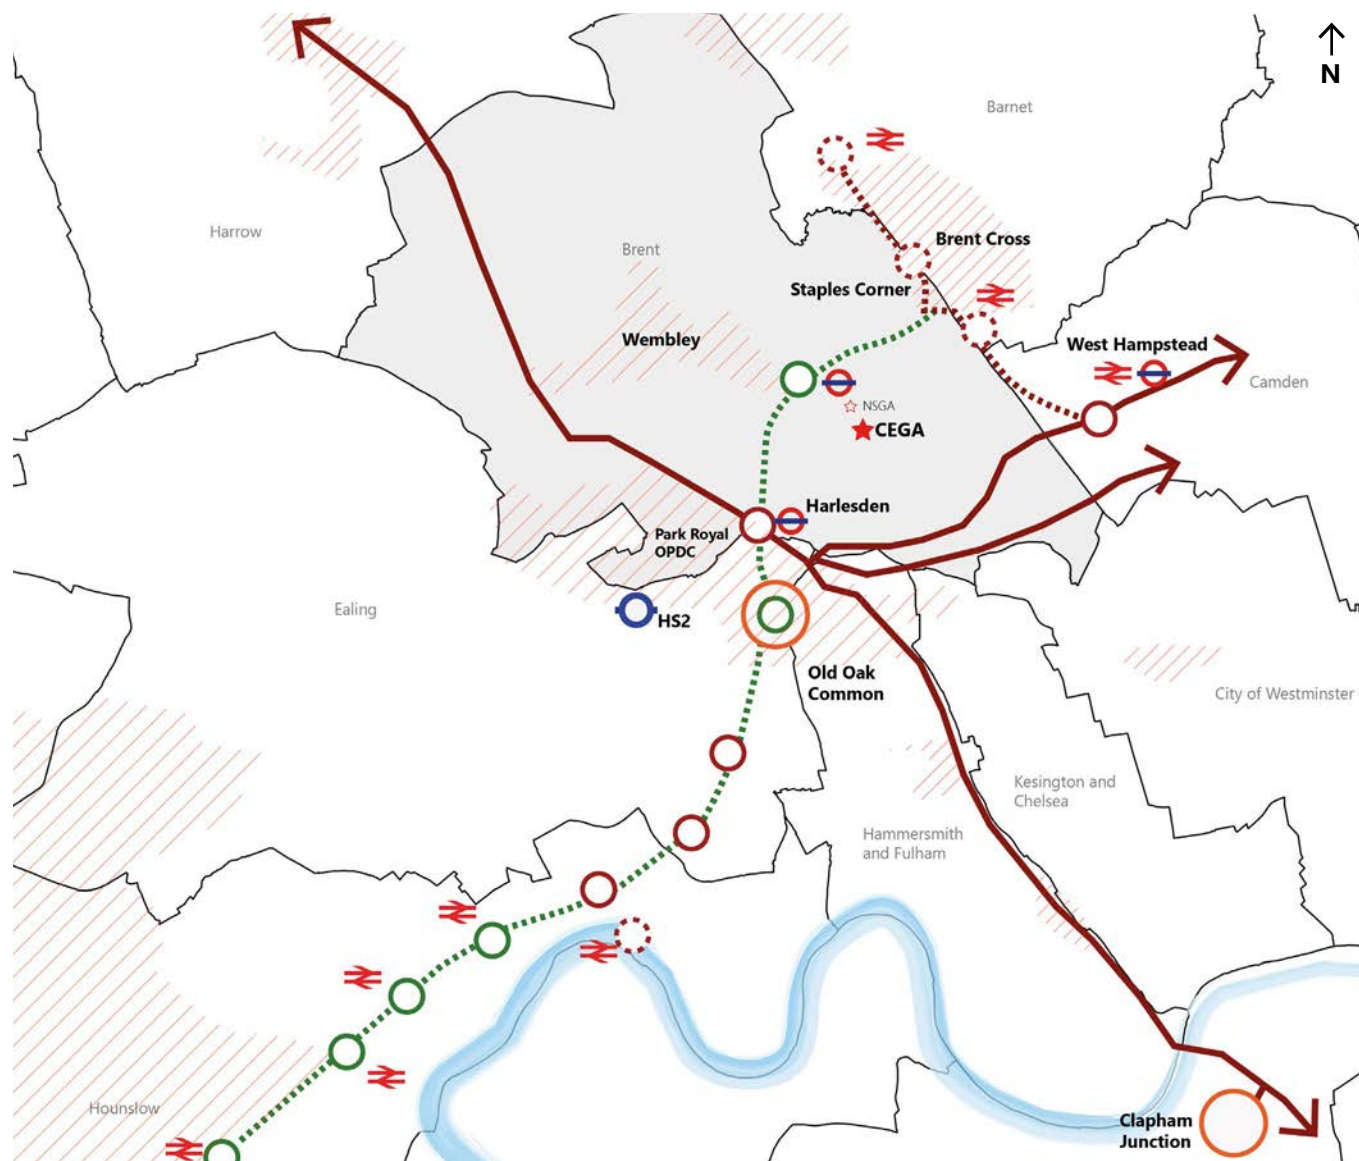 N
Barnet
Harrow
Brent Cross
Brent
Staples Corner
Wembley
West Hampstead
Camden
NSGA
CEGA
Harlesden
Park Royal
OPDC
Ealing
HS2
Old Oak
Common
City of Westminster
Kesington and
Chelsea
Hammersmith
and Fulham
Hounslow
Clapham
Junction